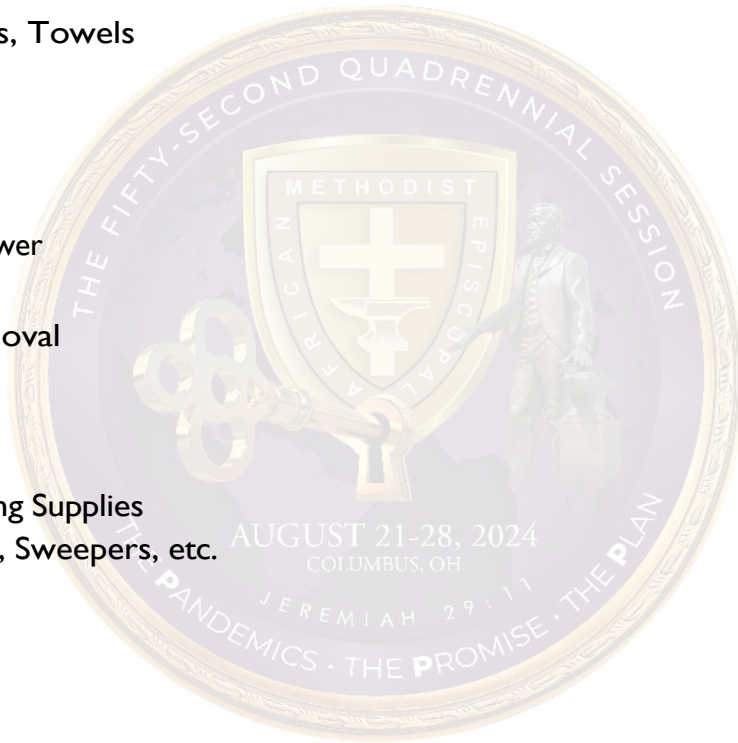 s, Towels
THE FIFTY-SECOND QUADRENNIAL SESSION
AFRICAN METHODIST EPISCOPAL
wer
oval
ng Supplies
, Sweepers, etc.
AUGUST 21-28, 2024
COLUMBUS, OH
JEREMIAH 29:11
THE PANDEMICS · THE PROMISE · THE PLAN